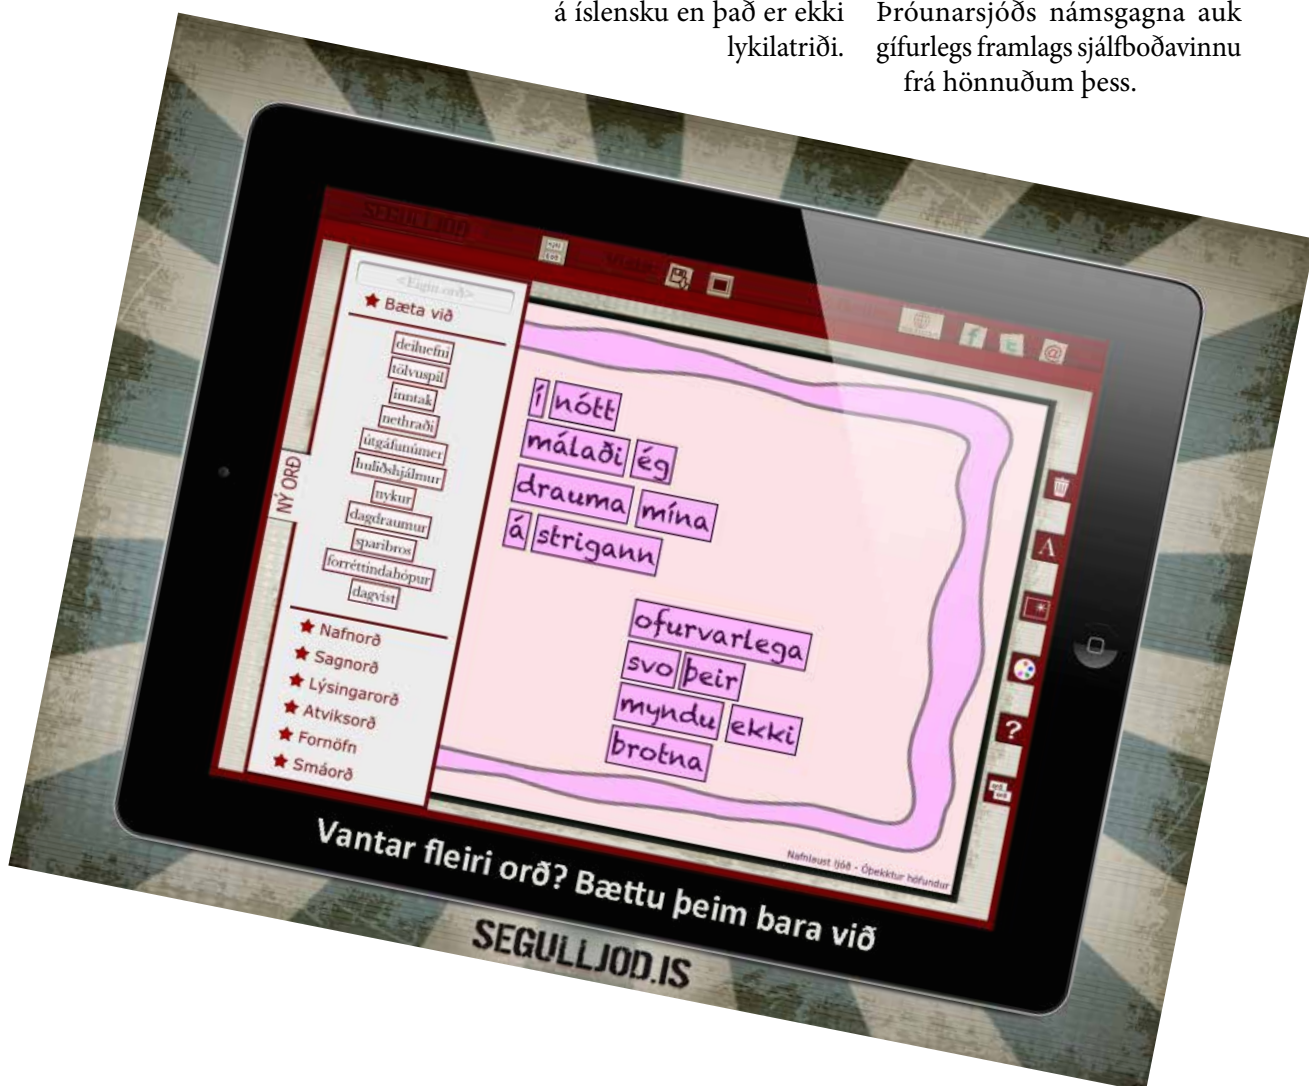 á íslensku en það er ekki
lykilatriði.
Þróunarsjóðs námsgagna auk
gífurlegs framlags sjálfboðavinnu
frá hönnuðum þess.
SEGULLJOD
<Eigin orð>
Bæta við
deiluefni
tölvuspil
inntak
nethraði
útgáfunúmer
huliðshjálmur
nykur
dagdraumur
sparibros
forréttindahópur
dagvist
NÝ ORÐ
Nafnorð
Sagnorð
Lýsingarorð
Atviksorð
Fornöfn
Smáorð
í nótt
málaði ég
drauma mína
á strigann
ofurvarlega
svo þeir
myndu ekki
brotna
f
t
@
A
?
Nafnlaust ljóð - Óþekktur höfundur
Vantar fleiri orð? Bættu þeim bara við
SEGULLJOD.IS